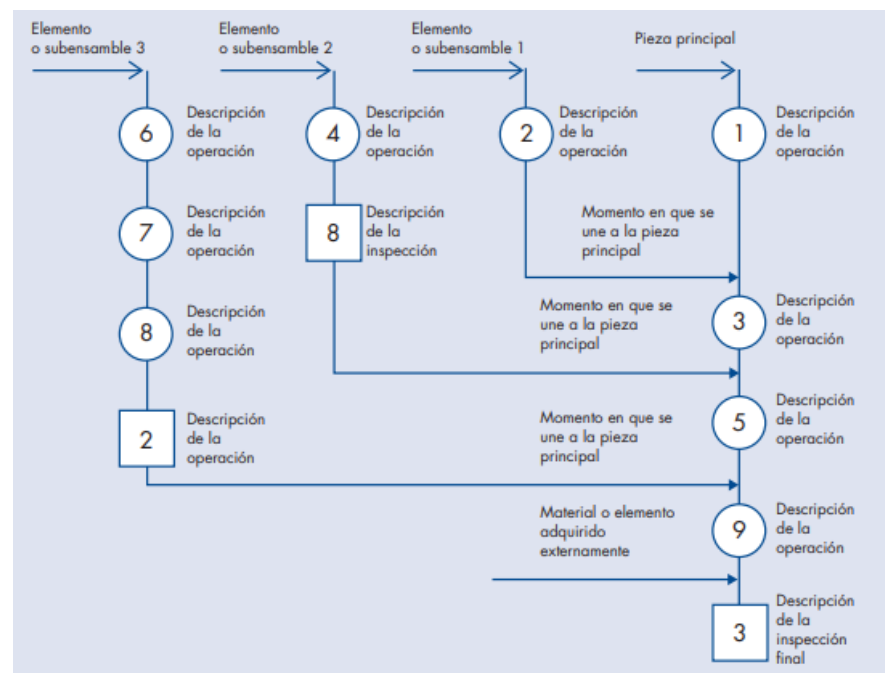 Elemento
o subensamble 3
Elemento
o subensamble 2
Elemento
o subensamble 1
Pieza principal
6
Descripción
de la
operación
4
Descripción
de la
operación
2
Descripción
de la
operación
1
Descripción
de la
operación
7
Descripción
de la
operación
8
Descripción
de la
inspección
Momento en que se
une a la pieza
principal
8
Descripción
de la
operación
Momento en que se
une a la pieza
principal
3
Descripción
de la
operación
2
Descripción
de la
operación
Momento en que se
une a la pieza
principal
5
Descripción
de la
operación
Material o elemento
adquirido
externamente
9
Descripción
de la
operación
3
Descripción
de la
inspección
final